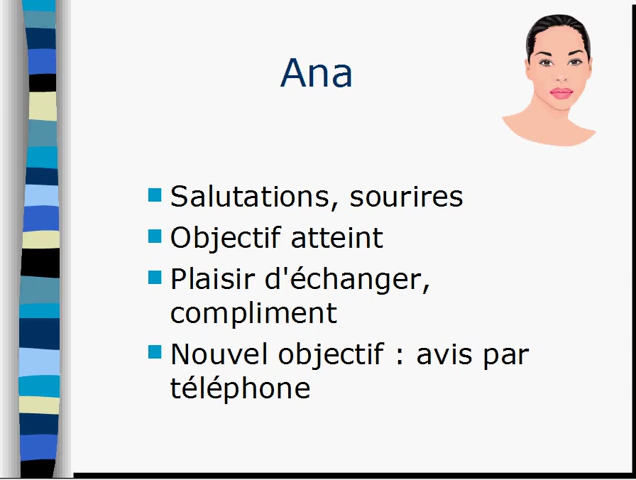 Ana
Salutations, sourires
Objectif atteint
Plaisir d'échanger,
compliment
Nouvel objectif : avis par
téléphone